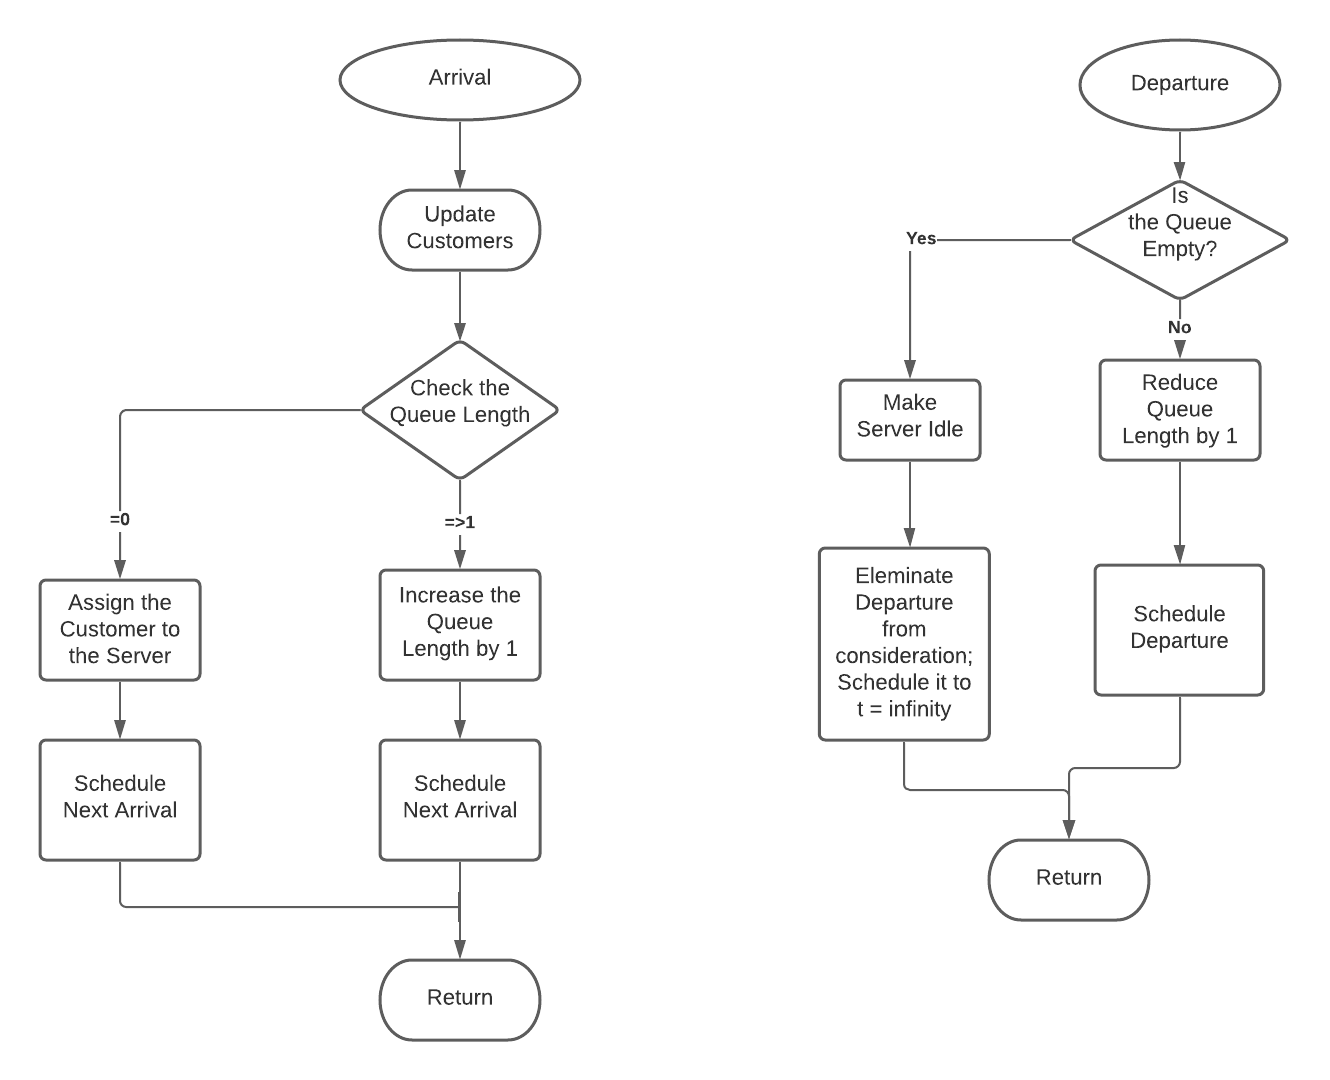 Arrival
Update
Customers
Check the
Queue Length
=0
=>1
Assign the
Customer to
the Server
Increase the
Queue
Length by 1
Schedule
Next Arrival
Schedule
Next Arrival
Return
Departure
Is
the Queue
Empty?
Yes
No
Make
Server Idle
Reduce
Queue
Length by 1
Eleminate
Departure
from
consideration;
Schedule it to
t = infinity
Schedule
Departure
Return